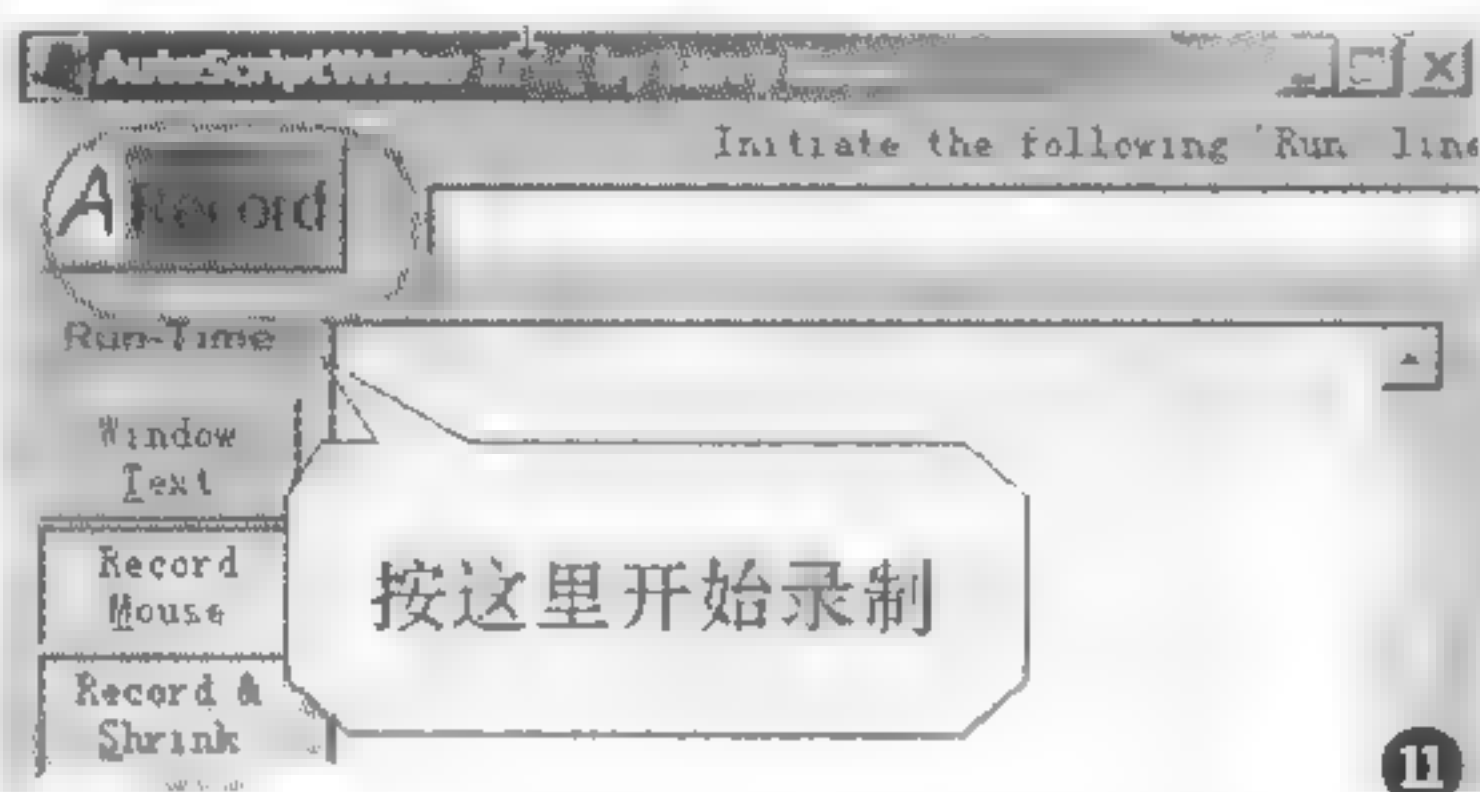 Initiate the following 'Run' line
A Record
Run-Time
Window
Text
Record
Mouse
按这里开始录制
Record &
Shrink
11